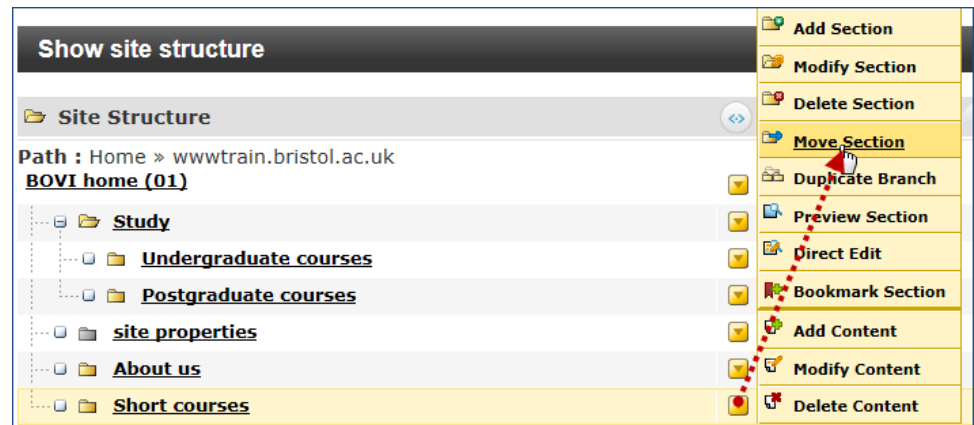 Show site structure
Site Structure
Path : Home » wwwtrain.bristol.ac.uk
BOVI home (01)
Study
Undergraduate courses
Postgraduate courses
site properties
About us
Short courses
Add Section
Modify Section
Delete Section
Move Section
Duplicate Branch
Preview Section
Direct Edit
Bookmark Section
Add Content
Modify Content
Delete Content